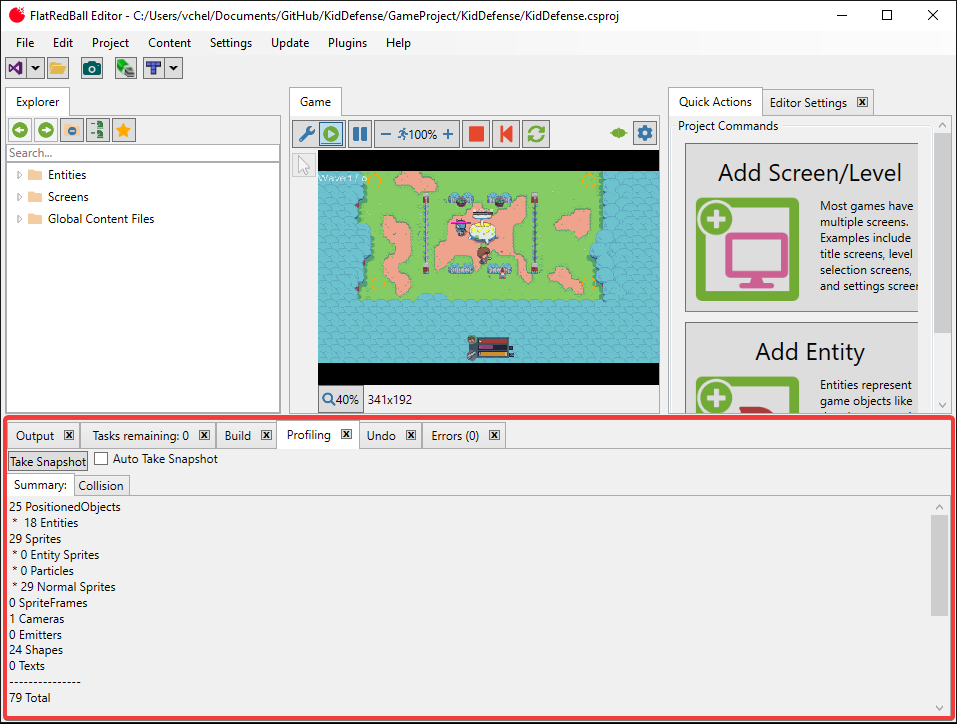 FlatRedBall Editor - C:/Users/vchel/Documents/GitHub/KidDefense/GameProject/KidDefense/KidDefense.csproj
File Edit Project Content Settings Update Plugins Help
Explorer
Search...
Entities
Screens
Global Content Files
Game
100%
40% 341x192
Quick Actions Editor Settings
Project Commands
Add Screen/Level
Most games have
multiple screens.
Examples include
title screens, level
selection screens,
and settings screen
Add Entity
Entities represent
game objects like
Output Tasks remaining: 0 Build Profiling Undo Errors (0)
Take Snapshot Auto Take Snapshot
Summary: Collision
25 PositionedObjects
* 18 Entities
29 Sprites
* 0 Entity Sprites
* 0 Particles
* 29 Normal Sprites
0 SpriteFrames
1 Cameras
0 Emitters
24 Shapes
0 Texts
---------------
79 Total